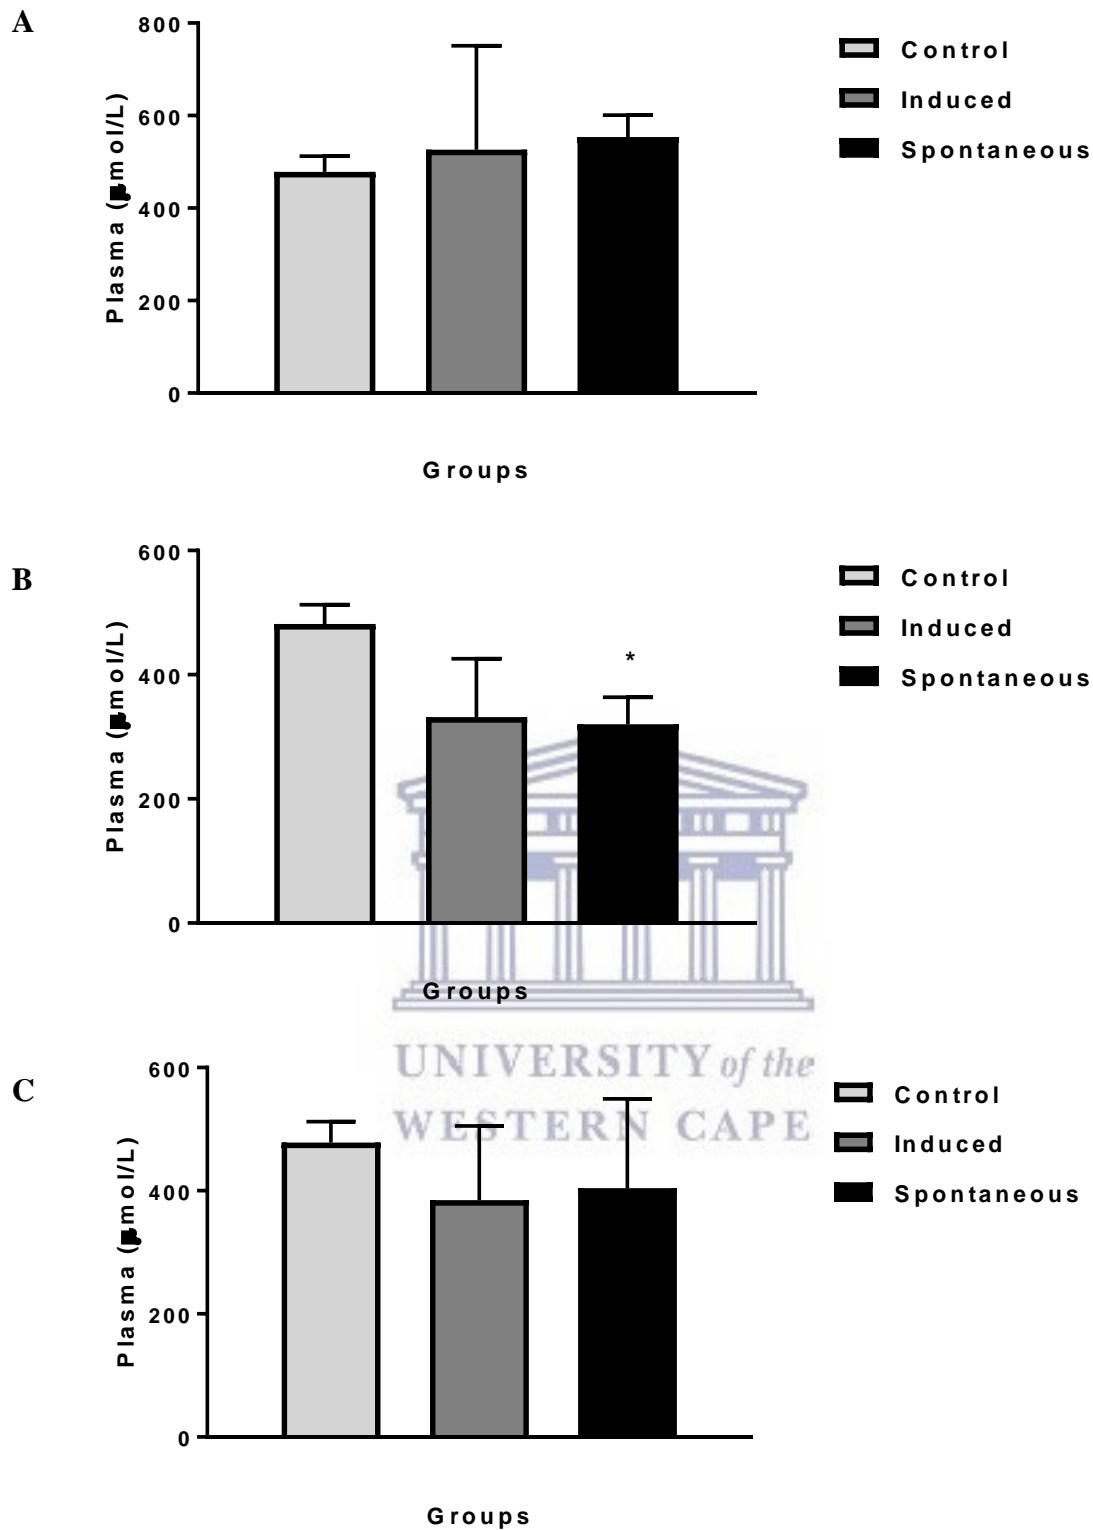 A
800
600
400
200
0
Plasma (µmol/L)
Groups
Control
Induced
Spontaneous
B
600
400
200
0
Plasma (µmol/L)
*
Groups
Control
Induced
Spontaneous
UNIVERSITY of the
WESTERN CAPE
C
600
400
200
0
Plasma (µmol/L)
Groups
Control
Induced
Spontaneous